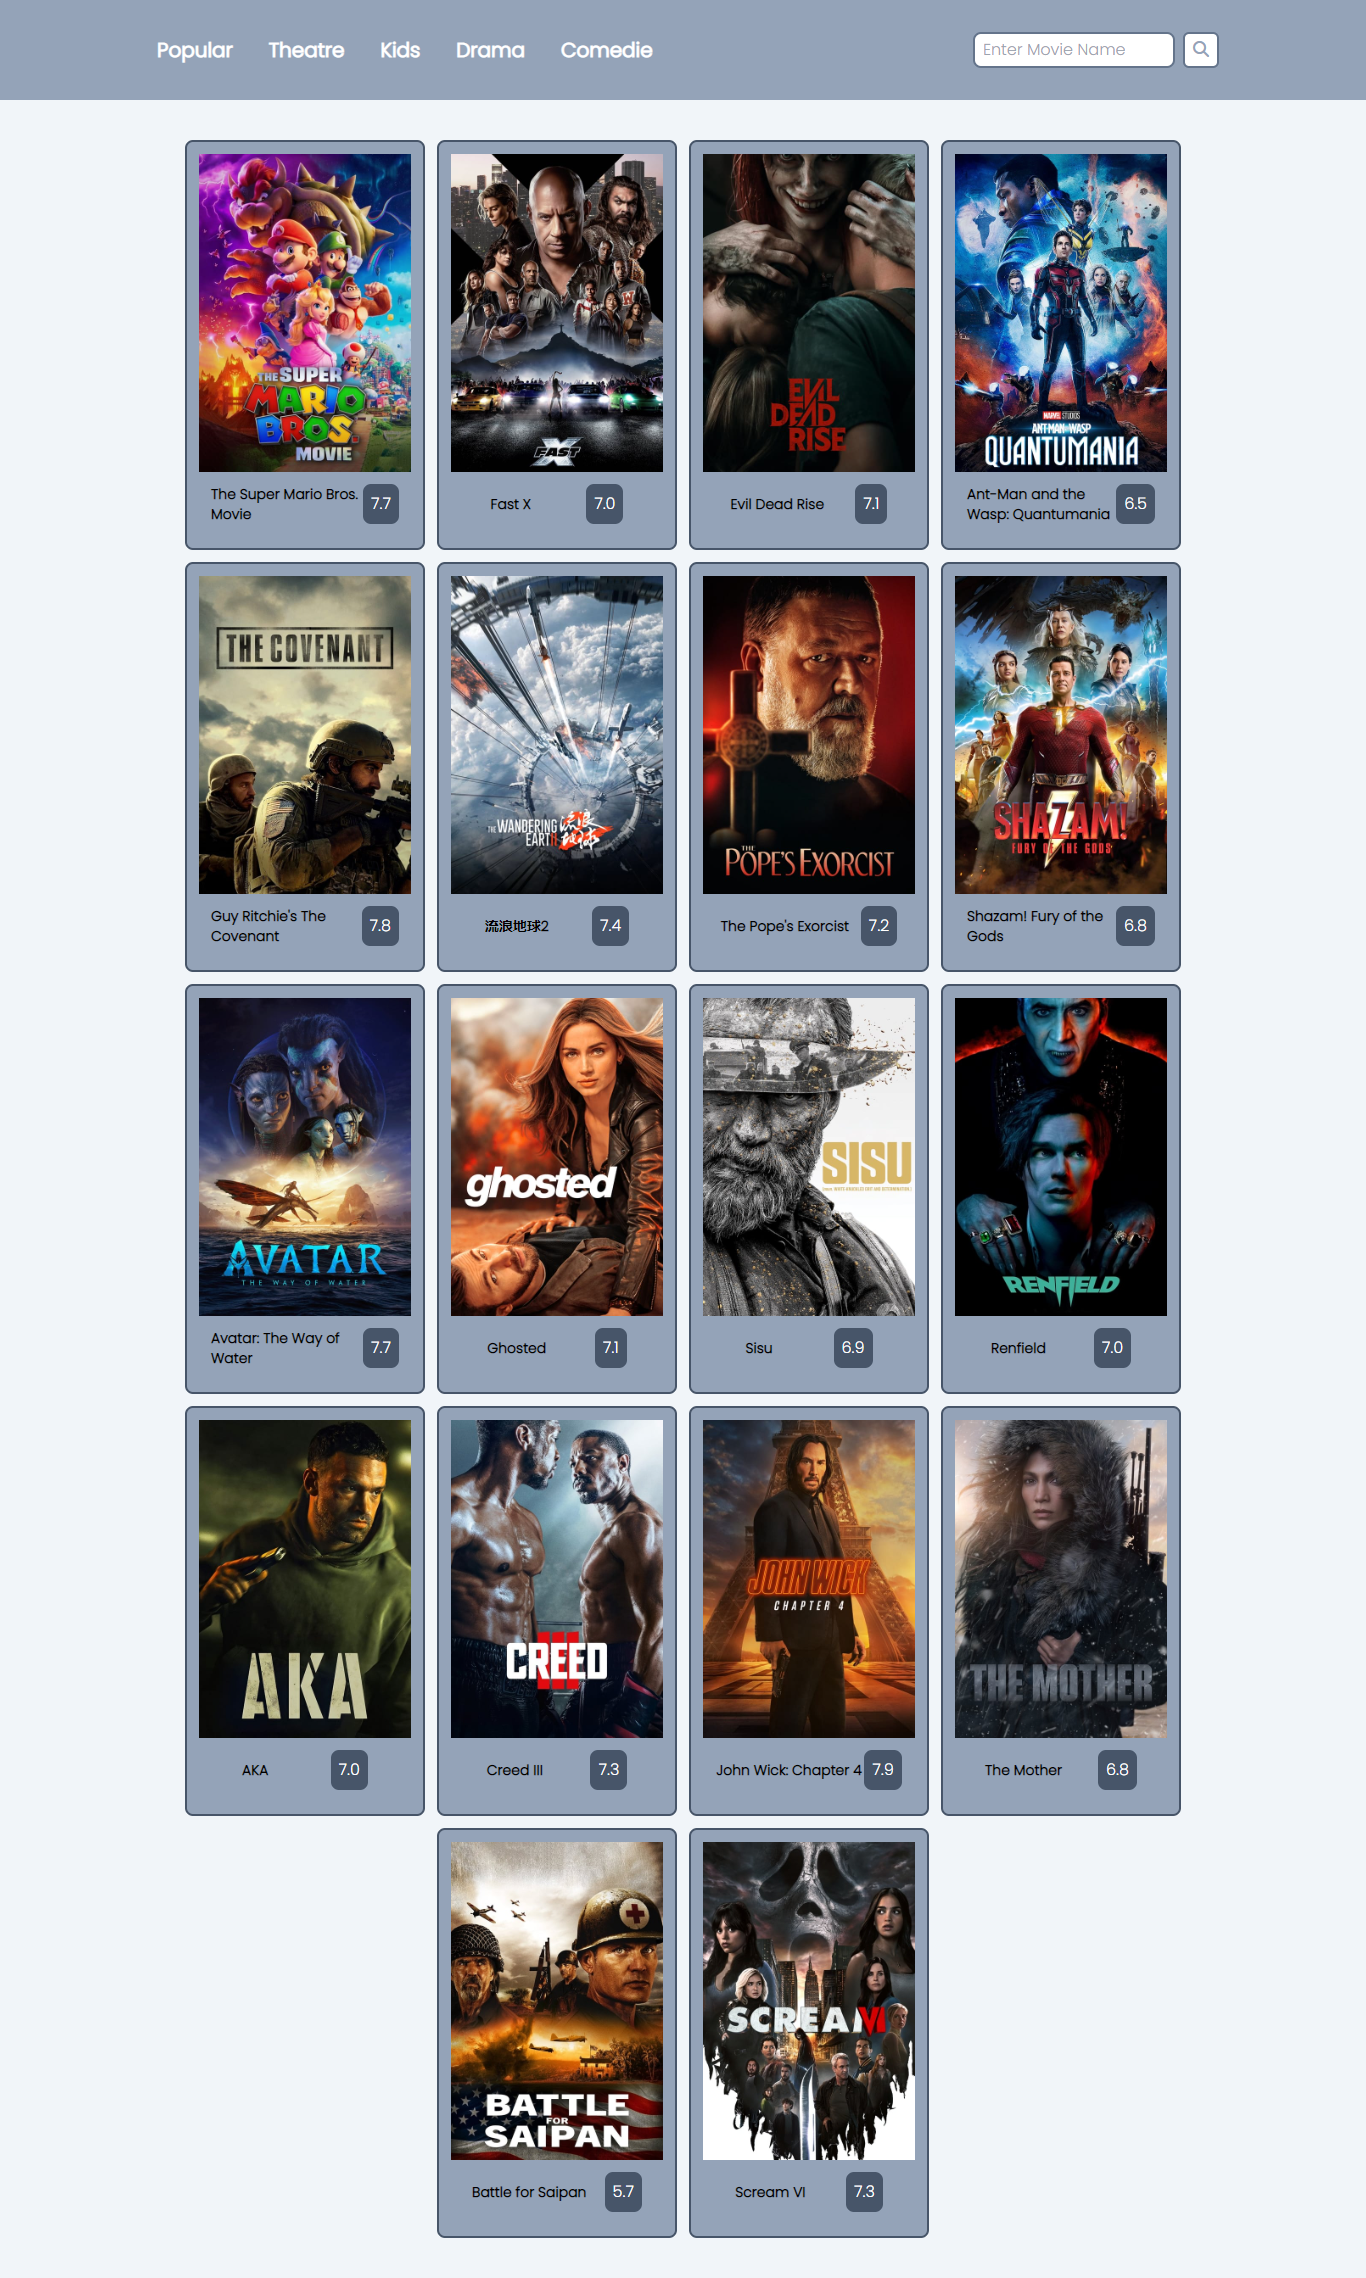 Popular Theatre Kids Drama Comedie
Enter Movie Name
THE SUPER
MARIO
BROS.
MOVIE
The Super Mario Bros.
Movie
7.7
FAST X
Fast X
7.0
EVIL
DEAD
RISE
Evil Dead Rise
7.1
MARVEL STUDIOS
ANT-MAN AND THE WASP
QUANTUMANIA
Ant-Man and the
Wasp: Quantumania
6.5
THE COVENANT
Guy Ritchie's The
Covenant
7.8
THE WANDERING
EARTH II
流浪
地球
流浪地球2
7.4
THE
POPE'S EXORCIST
The Pope's Exorcist
7.2
SHAZAM!
FURY OF THE GODS
Shazam! Fury of the
Gods
6.8
AVATAR
THE WAY OF WATER
Avatar: The Way of
Water
7.7
ghosted
Ghosted
7.1
SISU
Sisu
6.9
RENFIELD
Renfield
7.0
AKA
AKA
7.0
CREED
III
Creed III
7.3
JOHN WICK
CHAPTER 4
John Wick: Chapter 4
7.9
THE MOTHER
The Mother
6.8
BATTLE
FOR
SAIPAN
Battle for Saipan
5.7
SCREAM VI
Scream VI
7.3